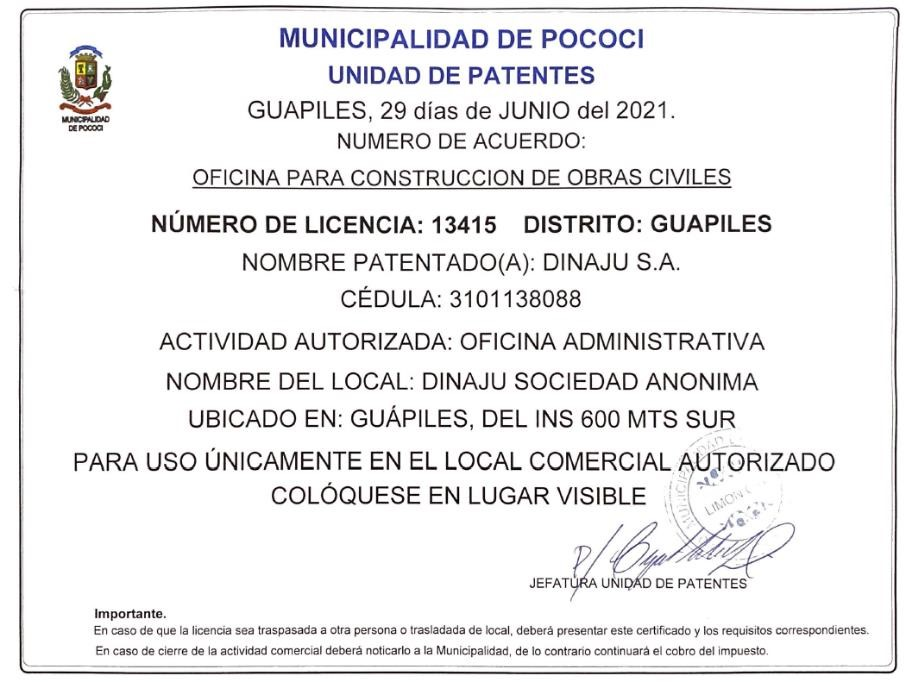 MUNICIPALIDAD DE POCOCI
UNIDAD DE PATENTES
MUNICIPALIDAD
DE POCOCI
GUAPILES, 29 días de JUNIO del 2021.
NUMERO DE ACUERDO:
OFICINA PARA CONSTRUCCION DE OBRAS CIVILES
NÚMERO DE LICENCIA: 13415 DISTRITO: GUAPILES
NOMBRE PATENTADO(A): DINAJU S.A.
CÉDULA: 3101138088
ACTIVIDAD AUTORIZADA: OFICINA ADMINISTRATIVA
NOMBRE DEL LOCAL: DINAJU SOCIEDAD ANONIMA
UBICADO EN: GUÁPILES, DEL INS 600 MTS SUR
PARA USO ÚNICAMENTE EN EL LOCAL COMERCIAL AUTORIZADO
COLÓQUESE EN LUGAR VISIBLE
LIMON
p/
JEFATURA UNIDAD DE PATENTES
Importante.
En caso de que la licencia sea traspasada a otra persona o trasladada de local, deberá presentar este certificado y los requisitos correspondientes.
En caso de cierre de la actividad comercial deberá noticarlo a la Municipalidad, de lo contrario continuará el cobro del impuesto.